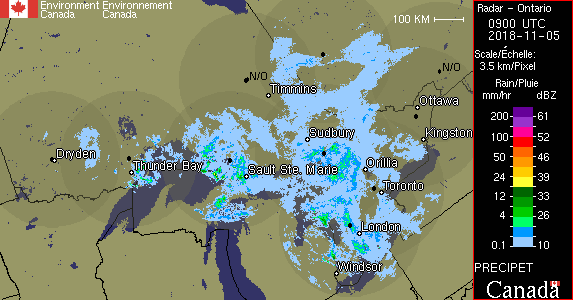 Environment Environnement
Canada Canada
100 KM
N/O
N/O
Timmins
Ottawa
Sudbury
Kingston
Dryden
Thunder Bay
Sault Ste. Marie
Orillia
Toronto
London
Windsor
Radar - Ontario
0900 UTC
2018-11-05
Scale/Échelle:
3.5 km/Pixel
Rain/Pluie
mm/hr dBZ
200 61
100 52
50 46
24 39
12 33
4 26
0.1 10
PRECIPET
Canada